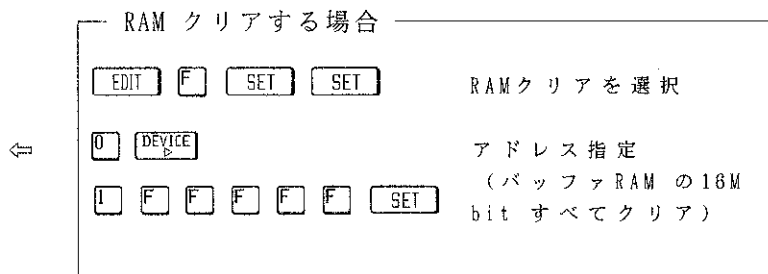 RAM クリアする場合
EDIT F SET SET RAMクリアを選択
0 DEVICE ▷ アドレス指定
(バッファRAM の16M
1 F F F F F SET bit すべてクリア)